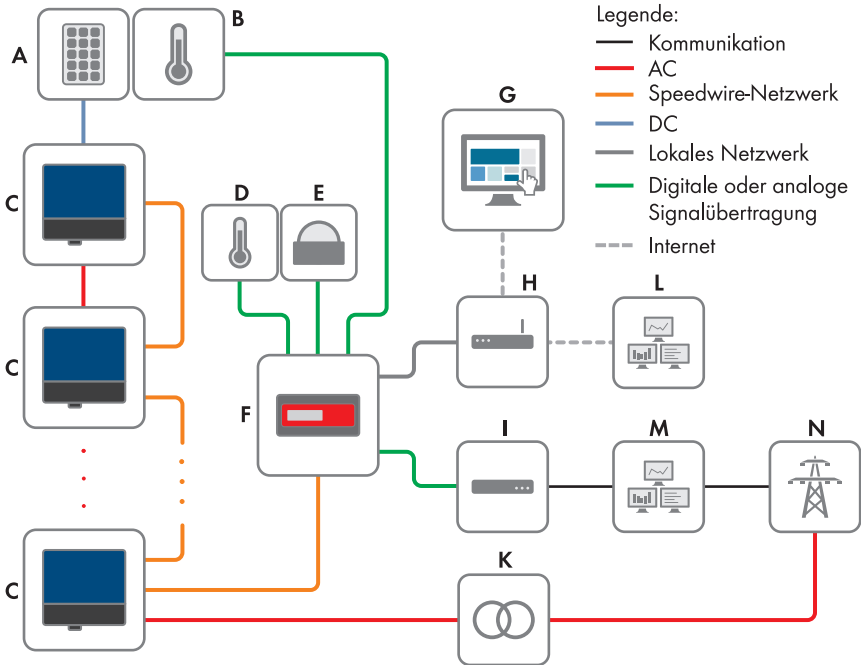 Legende:
Kommunikation
AC
Speedwire-Netzwerk
DC
Lokales Netzwerk
Digitale oder analoge
Signalübertragung
Internet
A
B
C
D
E
G
H
L
C
F
I
M
N
C
K